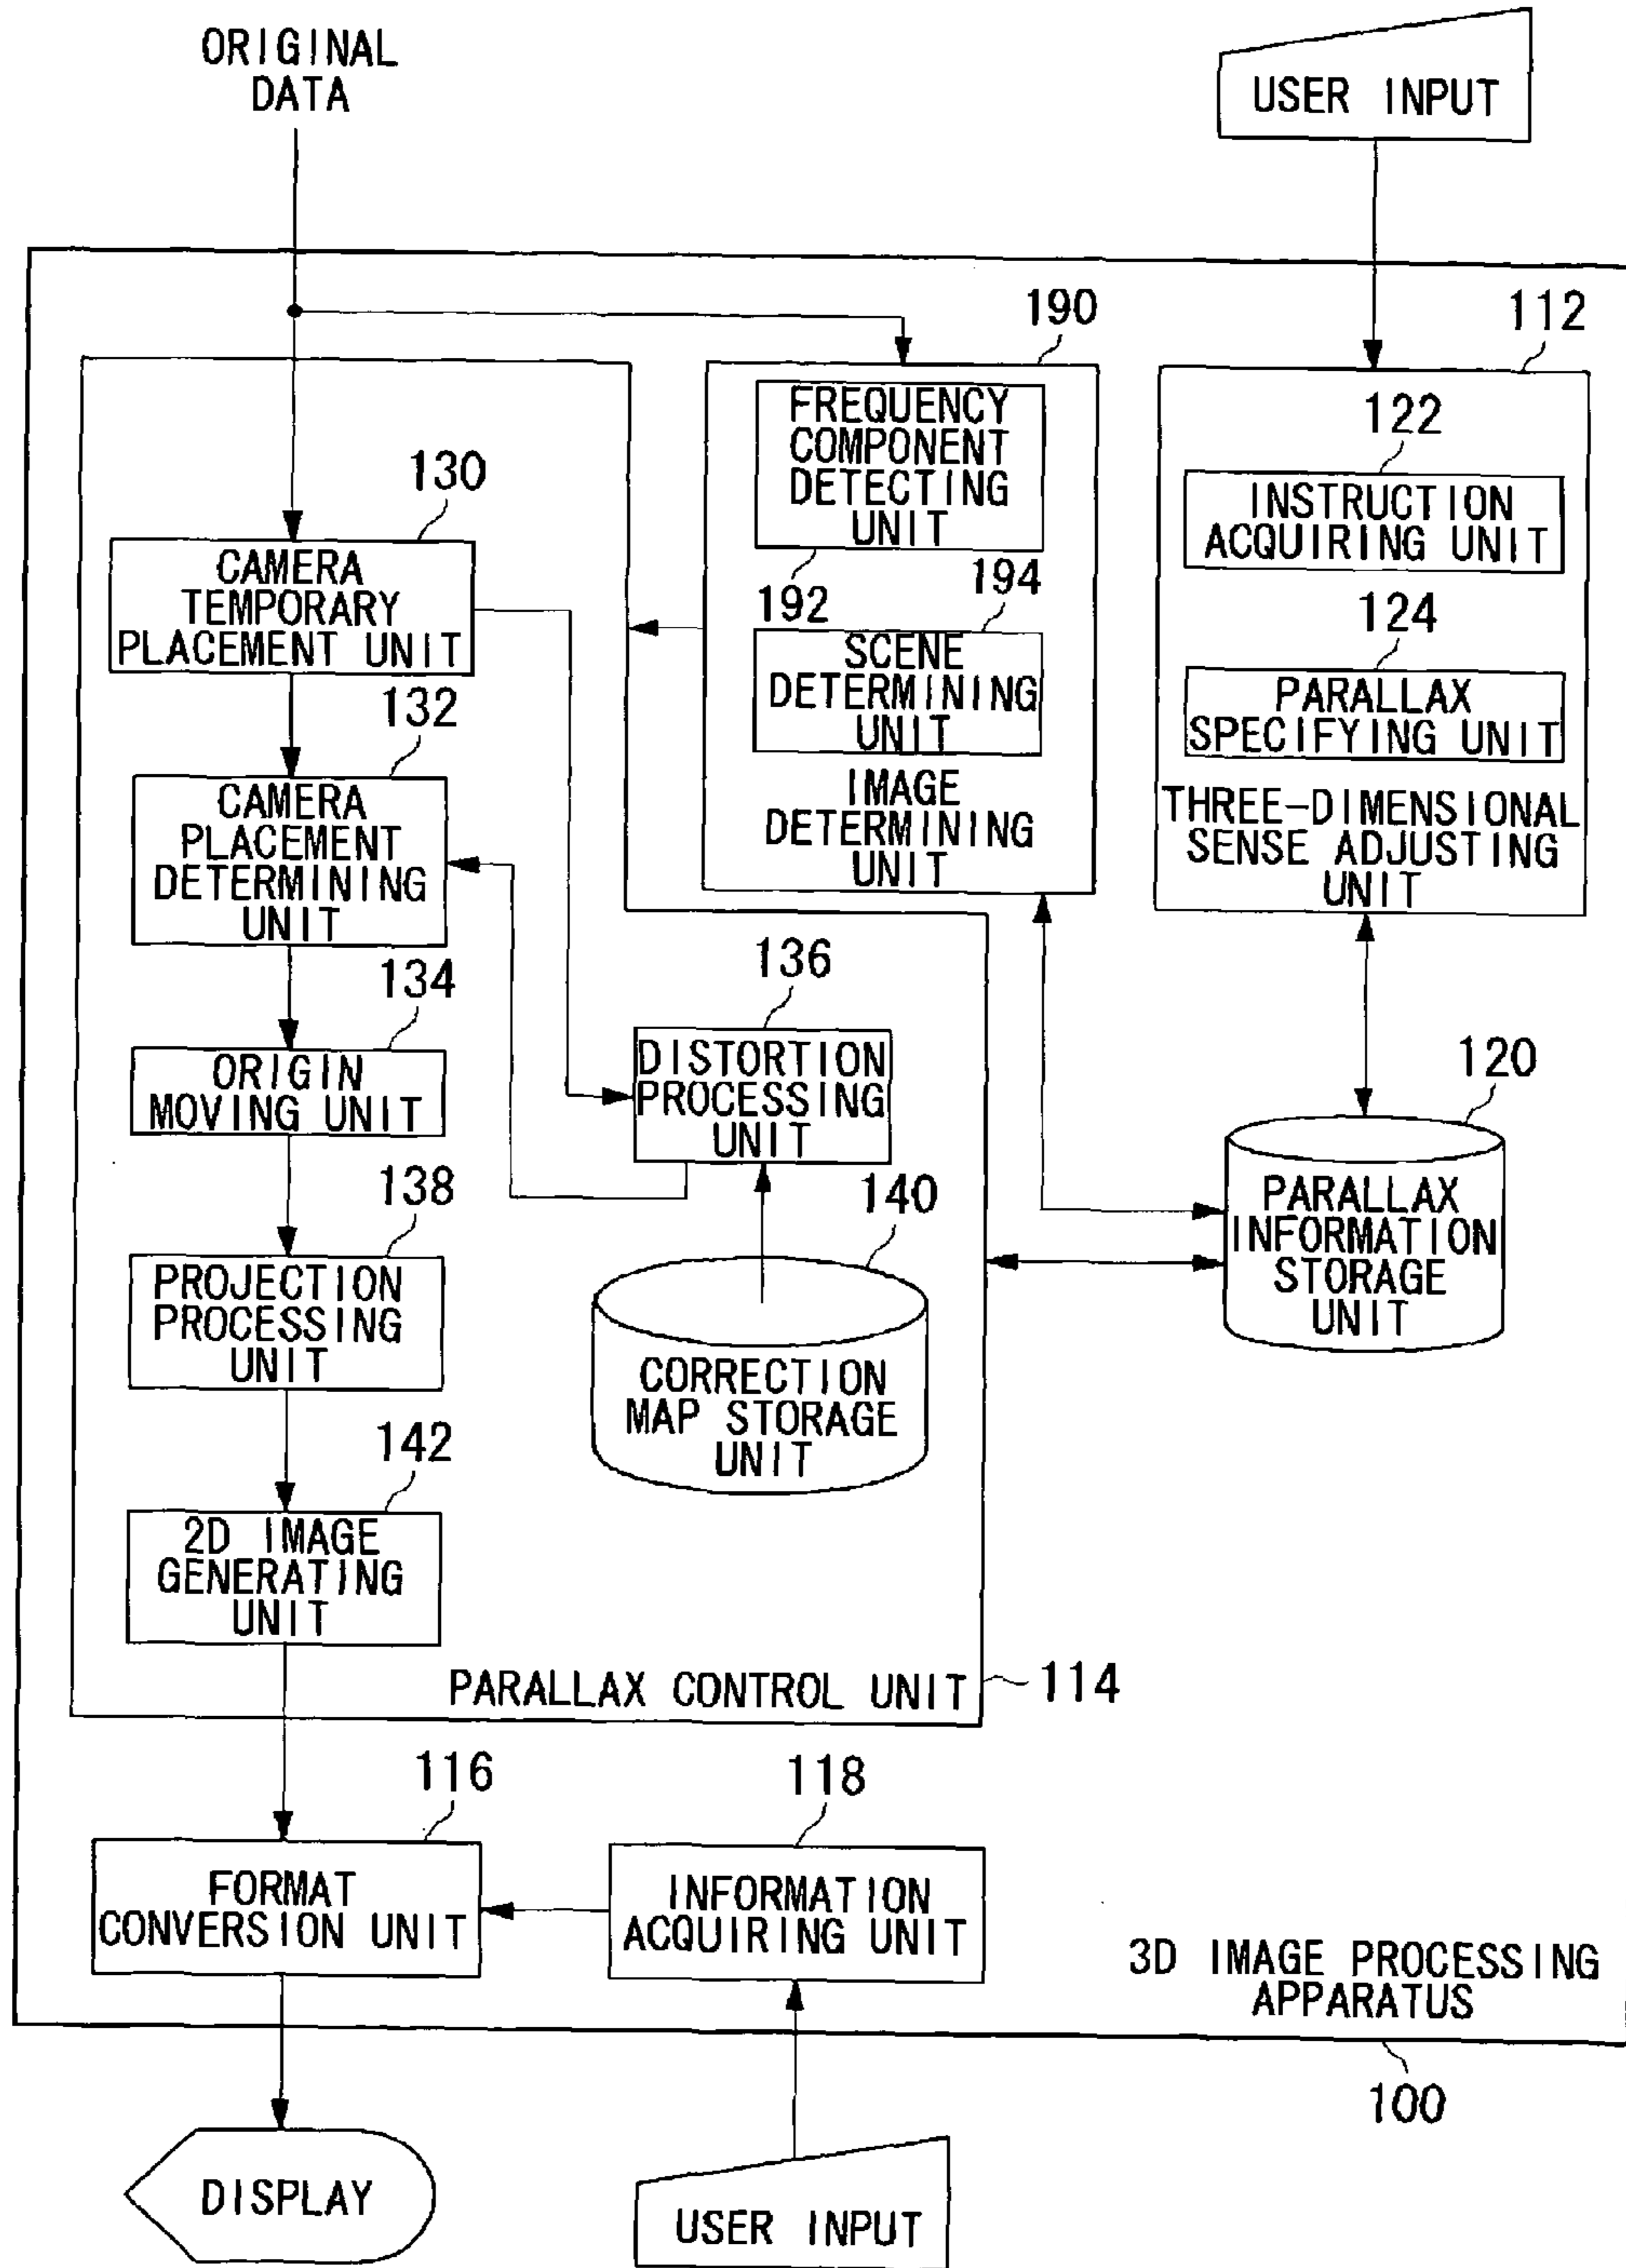 ORIGINAL
DATA
USER INPUT
190
112
FREQUENCY
COMPONENT
DETECTING
UNIT
192
194
SCENE
DETERMINING
UNIT
IMAGE
DETERMINING
UNIT
122
INSTRUCTION
ACQUIRING UNIT
124
PARALLAX
SPECIFYING UNIT
THREE-DIMENSIONAL
SENSE ADJUSTING
UNIT
130
CAMERA
TEMPORARY
PLACEMENT UNIT
132
CAMERA
PLACEMENT
DETERMINING
UNIT
134
ORIGIN
MOVING UNIT
136
DISTORTION
PROCESSING
UNIT
120
PARALLAX
INFORMATION
STORAGE
UNIT
138
PROJECTION
PROCESSING
UNIT
140
CORRECTION
MAP STORAGE
UNIT
142
2D IMAGE
GENERATING
UNIT
PARALLAX CONTROL UNIT
114
116
FORMAT
CONVERSION UNIT
118
INFORMATION
ACQUIRING UNIT
3D IMAGE PROCESSING
APPARATUS
100
DISPLAY
USER INPUT